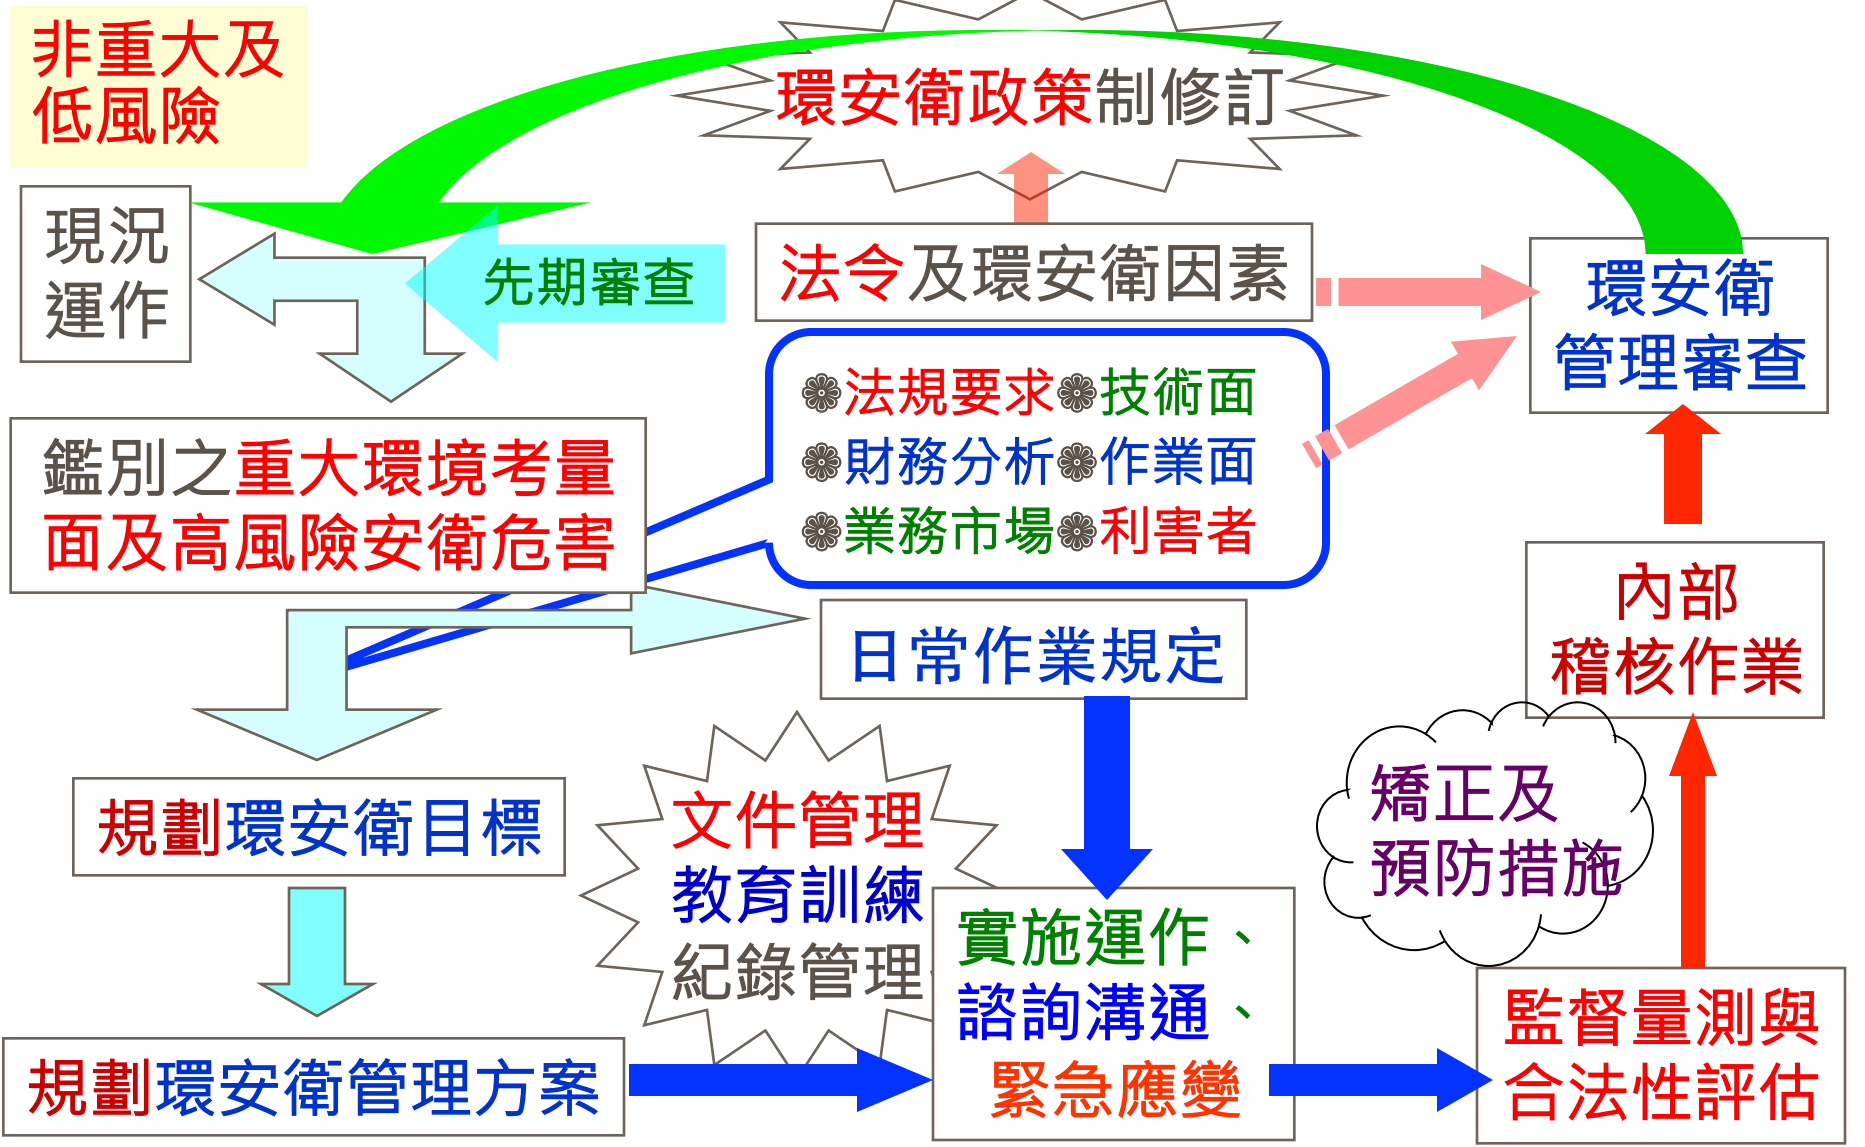 非重大及
低風險
環安衛政策制修訂
現況
運作
先期審查
法令及環安衛因素
環安衛
管理審查
❁法規要求❁技術面
❁財務分析❁作業面
❁業務市場❁利害者
鑑別之重大環境考量
面及高風險安衛危害
日常作業規定
內部
稽核作業
規劃環安衛目標
文件管理
教育訓練
紀錄管理
矯正及
預防措施
實施運作、
諮詢溝通、
緊急應變
規劃環安衛管理方案
監督量測與
合法性評估